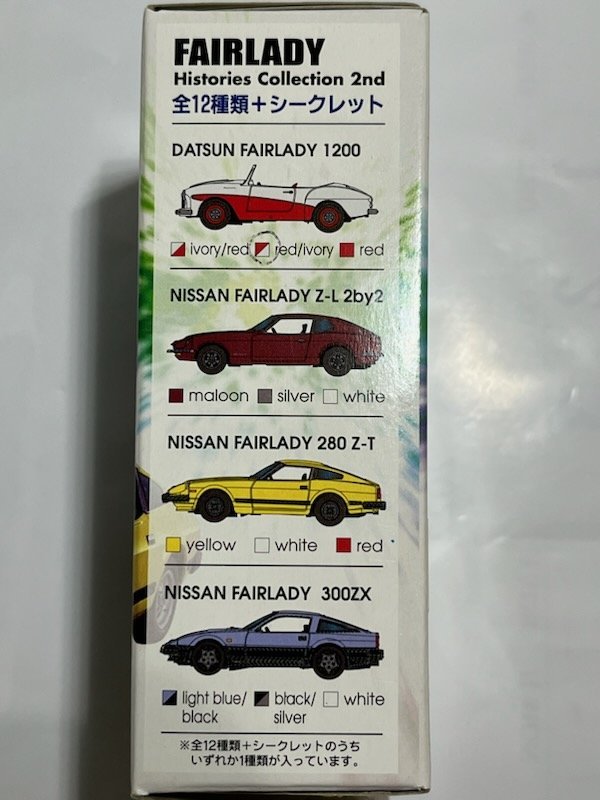 FAIRLADY
Histories Collection 2nd
全12種類＋シークレット
DATSUN FAIRLADY 1200
ivory/red red/ivory red
NISSAN FAIRLADY Z-L 2by2
maloon silver white
NISSAN FAIRLADY 280 Z-T
yellow white red
NISSAN FAIRLADY 300ZX
light blue/ black/ white
black silver
※全12種類＋シークレットのうち
いずれか1種類が入っています。